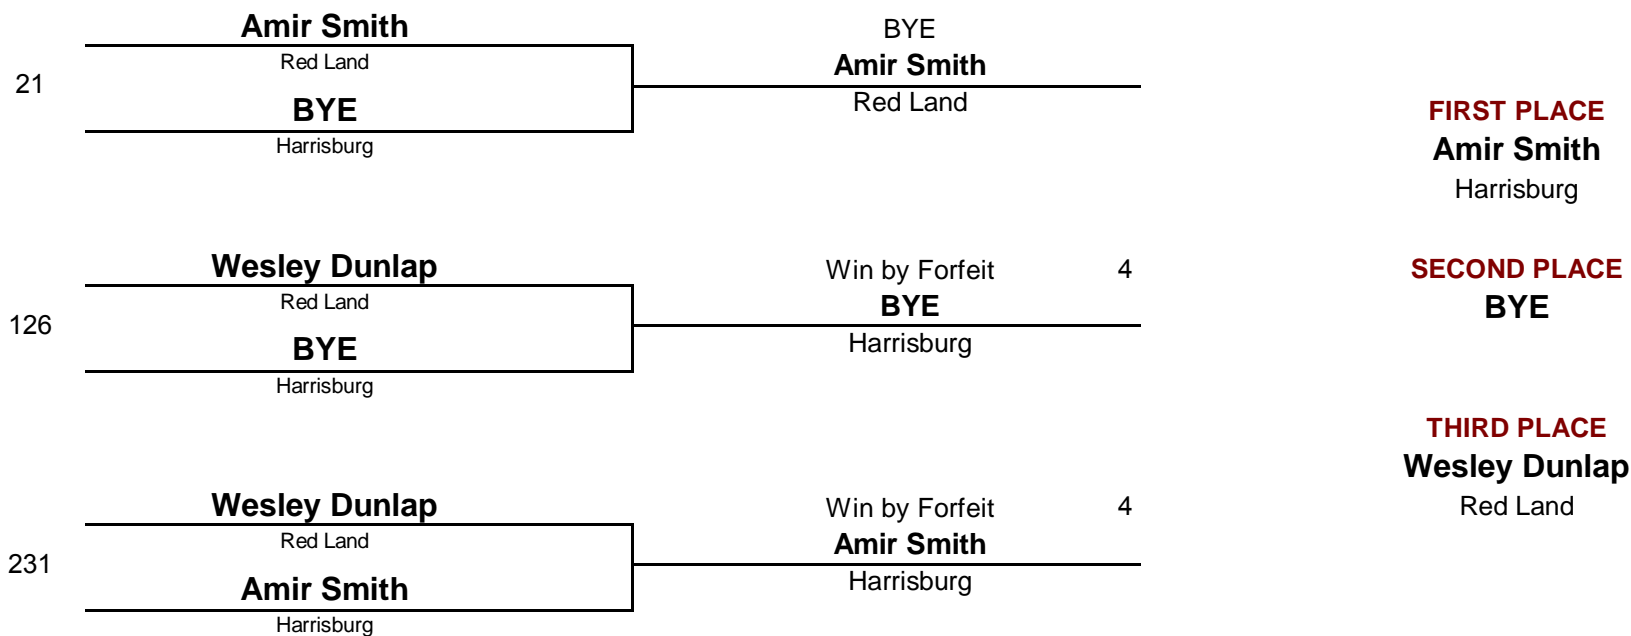 Amir Smith
Red Land
21
BYE
Harrisburg
BYE
Amir Smith
Red Land
Wesley Dunlap
Red Land
126
BYE
Harrisburg
Win by Forfeit 4
BYE
Harrisburg
Wesley Dunlap
Red Land
231
Amir Smith
Harrisburg
Win by Forfeit 4
Amir Smith
Harrisburg
FIRST PLACE
Amir Smith
Harrisburg
SECOND PLACE
BYE
THIRD PLACE
Wesley Dunlap
Red Land